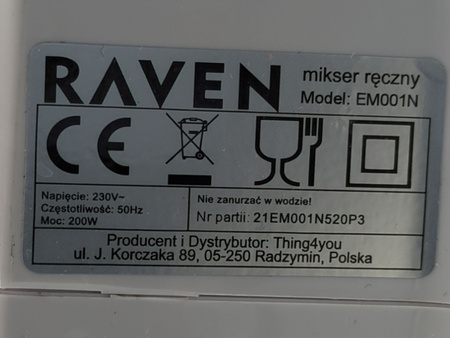 RAVEN
mikser ręczny
Model: EM001N
CE
Napięcie: 230V~
Częstotliwość: 50Hz
Moc: 200W
Nie zanurzać w wodzie!
Nr partii: 21EM001N520P3
Producent i Dystrybutor: Thing4you
ul. J. Korczaka 89, 05-250 Radzymin, Polska